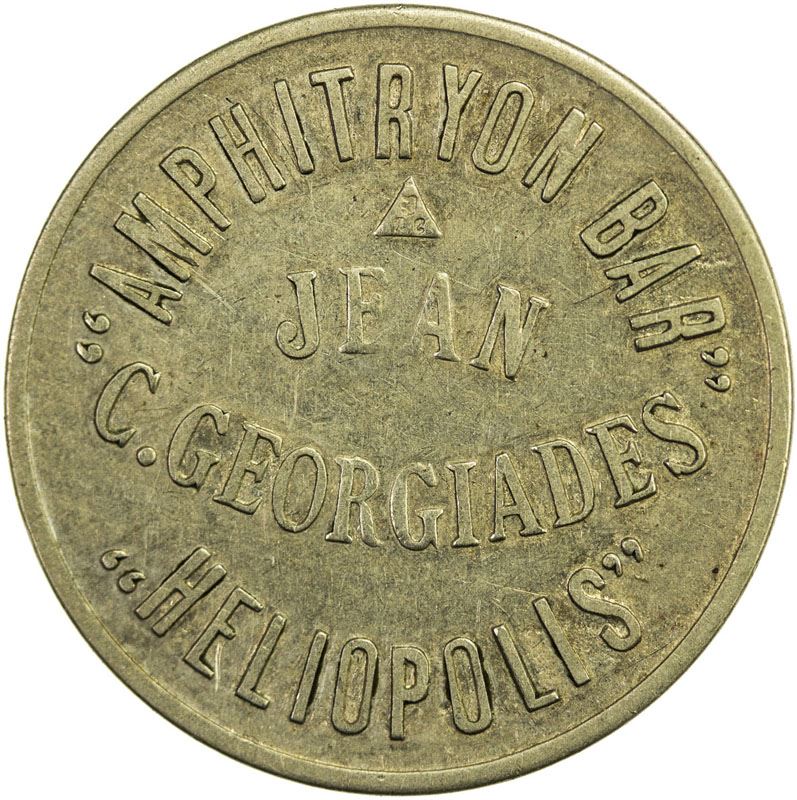 "AMPHITRYON BAR"
JEAN
C. GEORGIADES
"HELIOPOLIS"